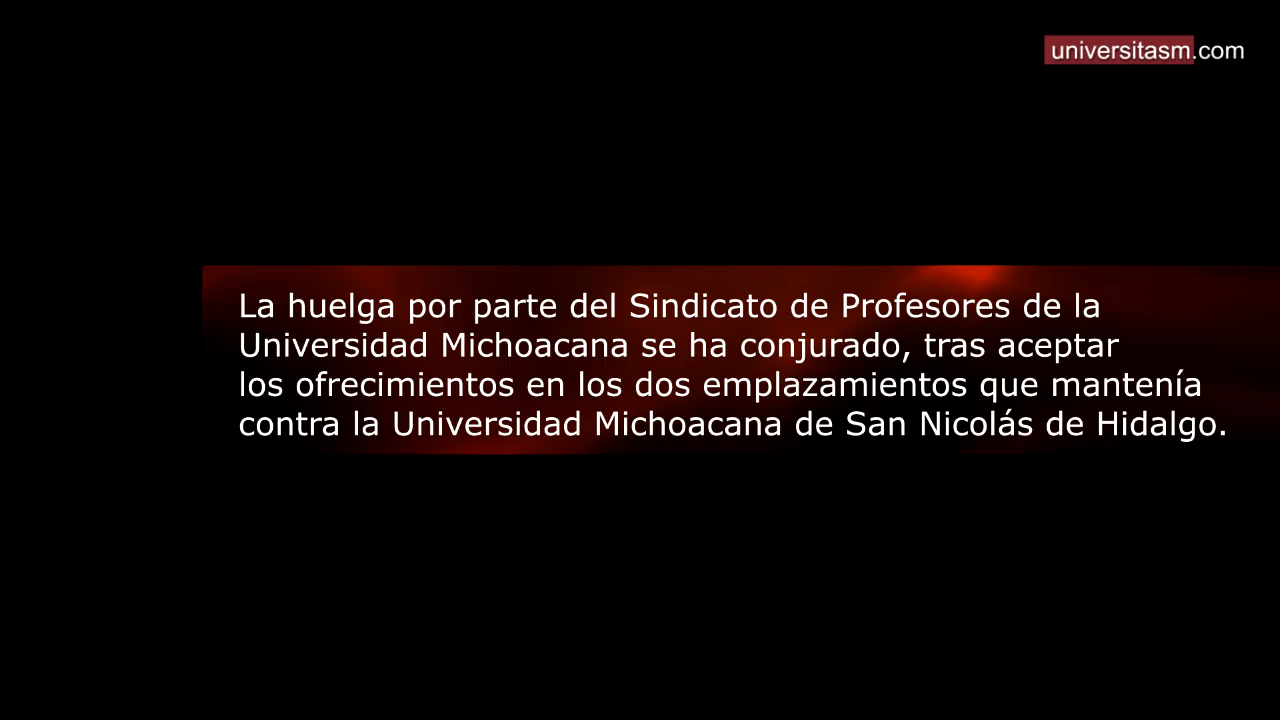 universitasm.com
La huelga por parte del Sindicato de Profesores de la
Universidad Michoacana se ha conjurado, tras aceptar
los ofrecimientos en los dos emplazamientos que mantenía
contra la Universidad Michoacana de San Nicolás de Hidalgo.